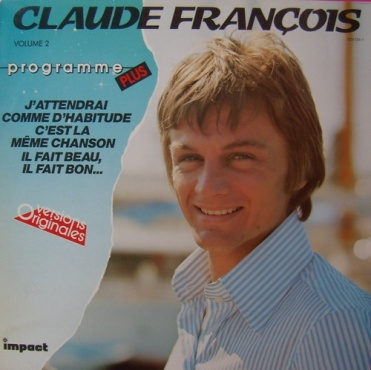 CLAUDE FRANÇOIS
VOLUME 2
programme
PLUS
J'ATTENDRAI
COMME D'HABITUDE
C'EST LA
MÊME CHANSON
IL FAIT BEAU,
IL FAIT BON...
versions
Originales
impact